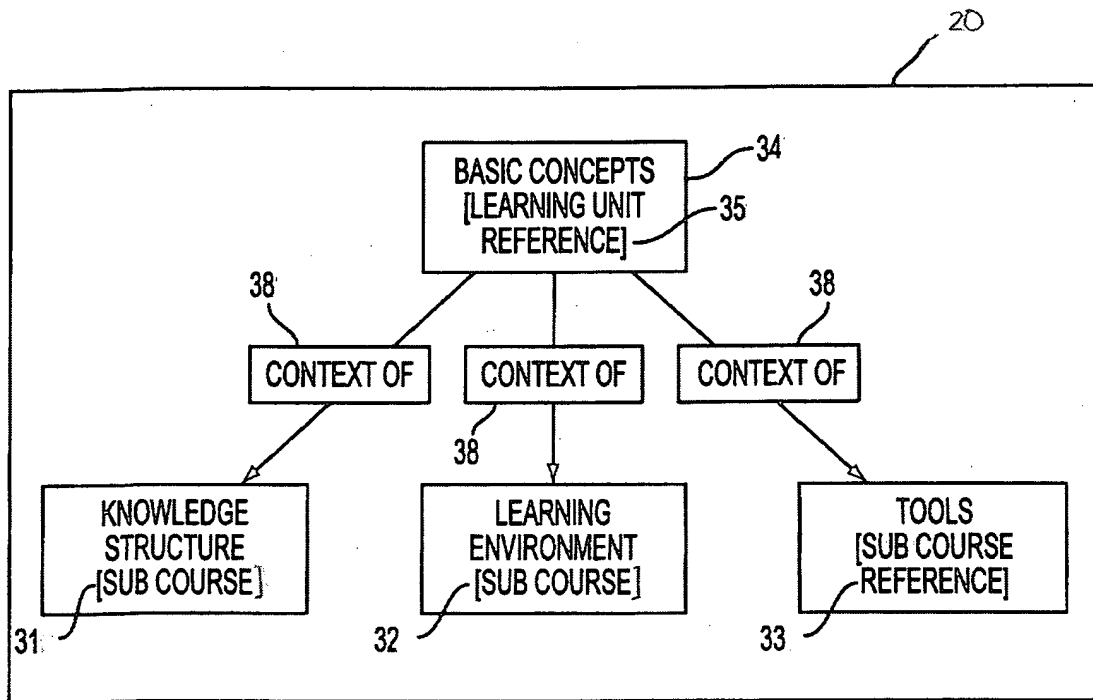 20
BASIC CONCEPTS
[LEARNING UNIT
REFERENCE]
34
35
38
38
CONTEXT OF
CONTEXT OF
CONTEXT OF
38
KNOWLEDGE
STRUCTURE
[SUB COURSE]
31
LEARNING
ENVIRONMENT
[SUB COURSE]
32
TOOLS
[SUB COURSE
REFERENCE]
33